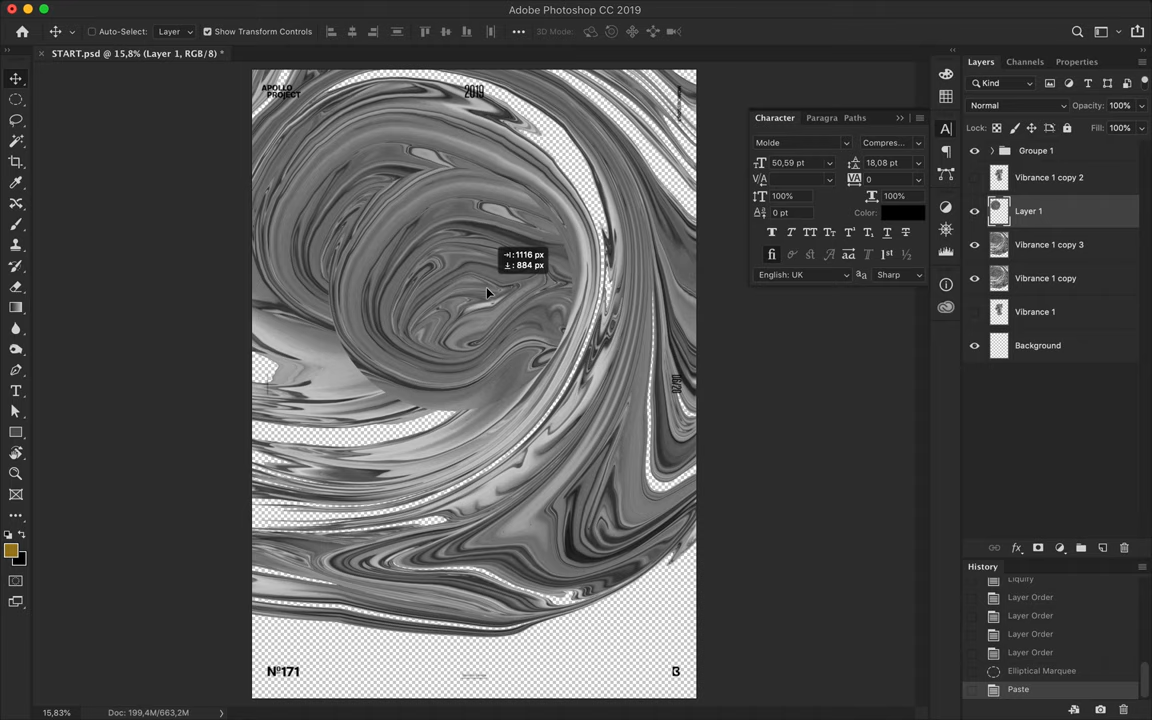 Adobe Photoshop CC 2019
Auto-Select: Layer Show Transform Controls 3D Mode:
START.psd @ 15,8% (Layer 1, RGB/8) *
APOLLO
PROJECT
2019
: 1116 px
: 884 px
16/20
Nº171
B
Character Paragra Paths
Molde Compres...
50,59 pt 18,08 pt
0
100% 100%
0 pt Color:
English: UK Sharp
Layers Channels Properties
Kind
Normal Opacity: 100%
Lock: Fill: 100%
Groupe 1
Vibrance 1 copy 2
Layer 1
Vibrance 1 copy 3
Vibrance 1 copy
Vibrance 1
Background
History
Liquify
Layer Order
Layer Order
Layer Order
Layer Order
Elliptical Marquee
Paste
15,83% Doc: 199,4M/663,2M